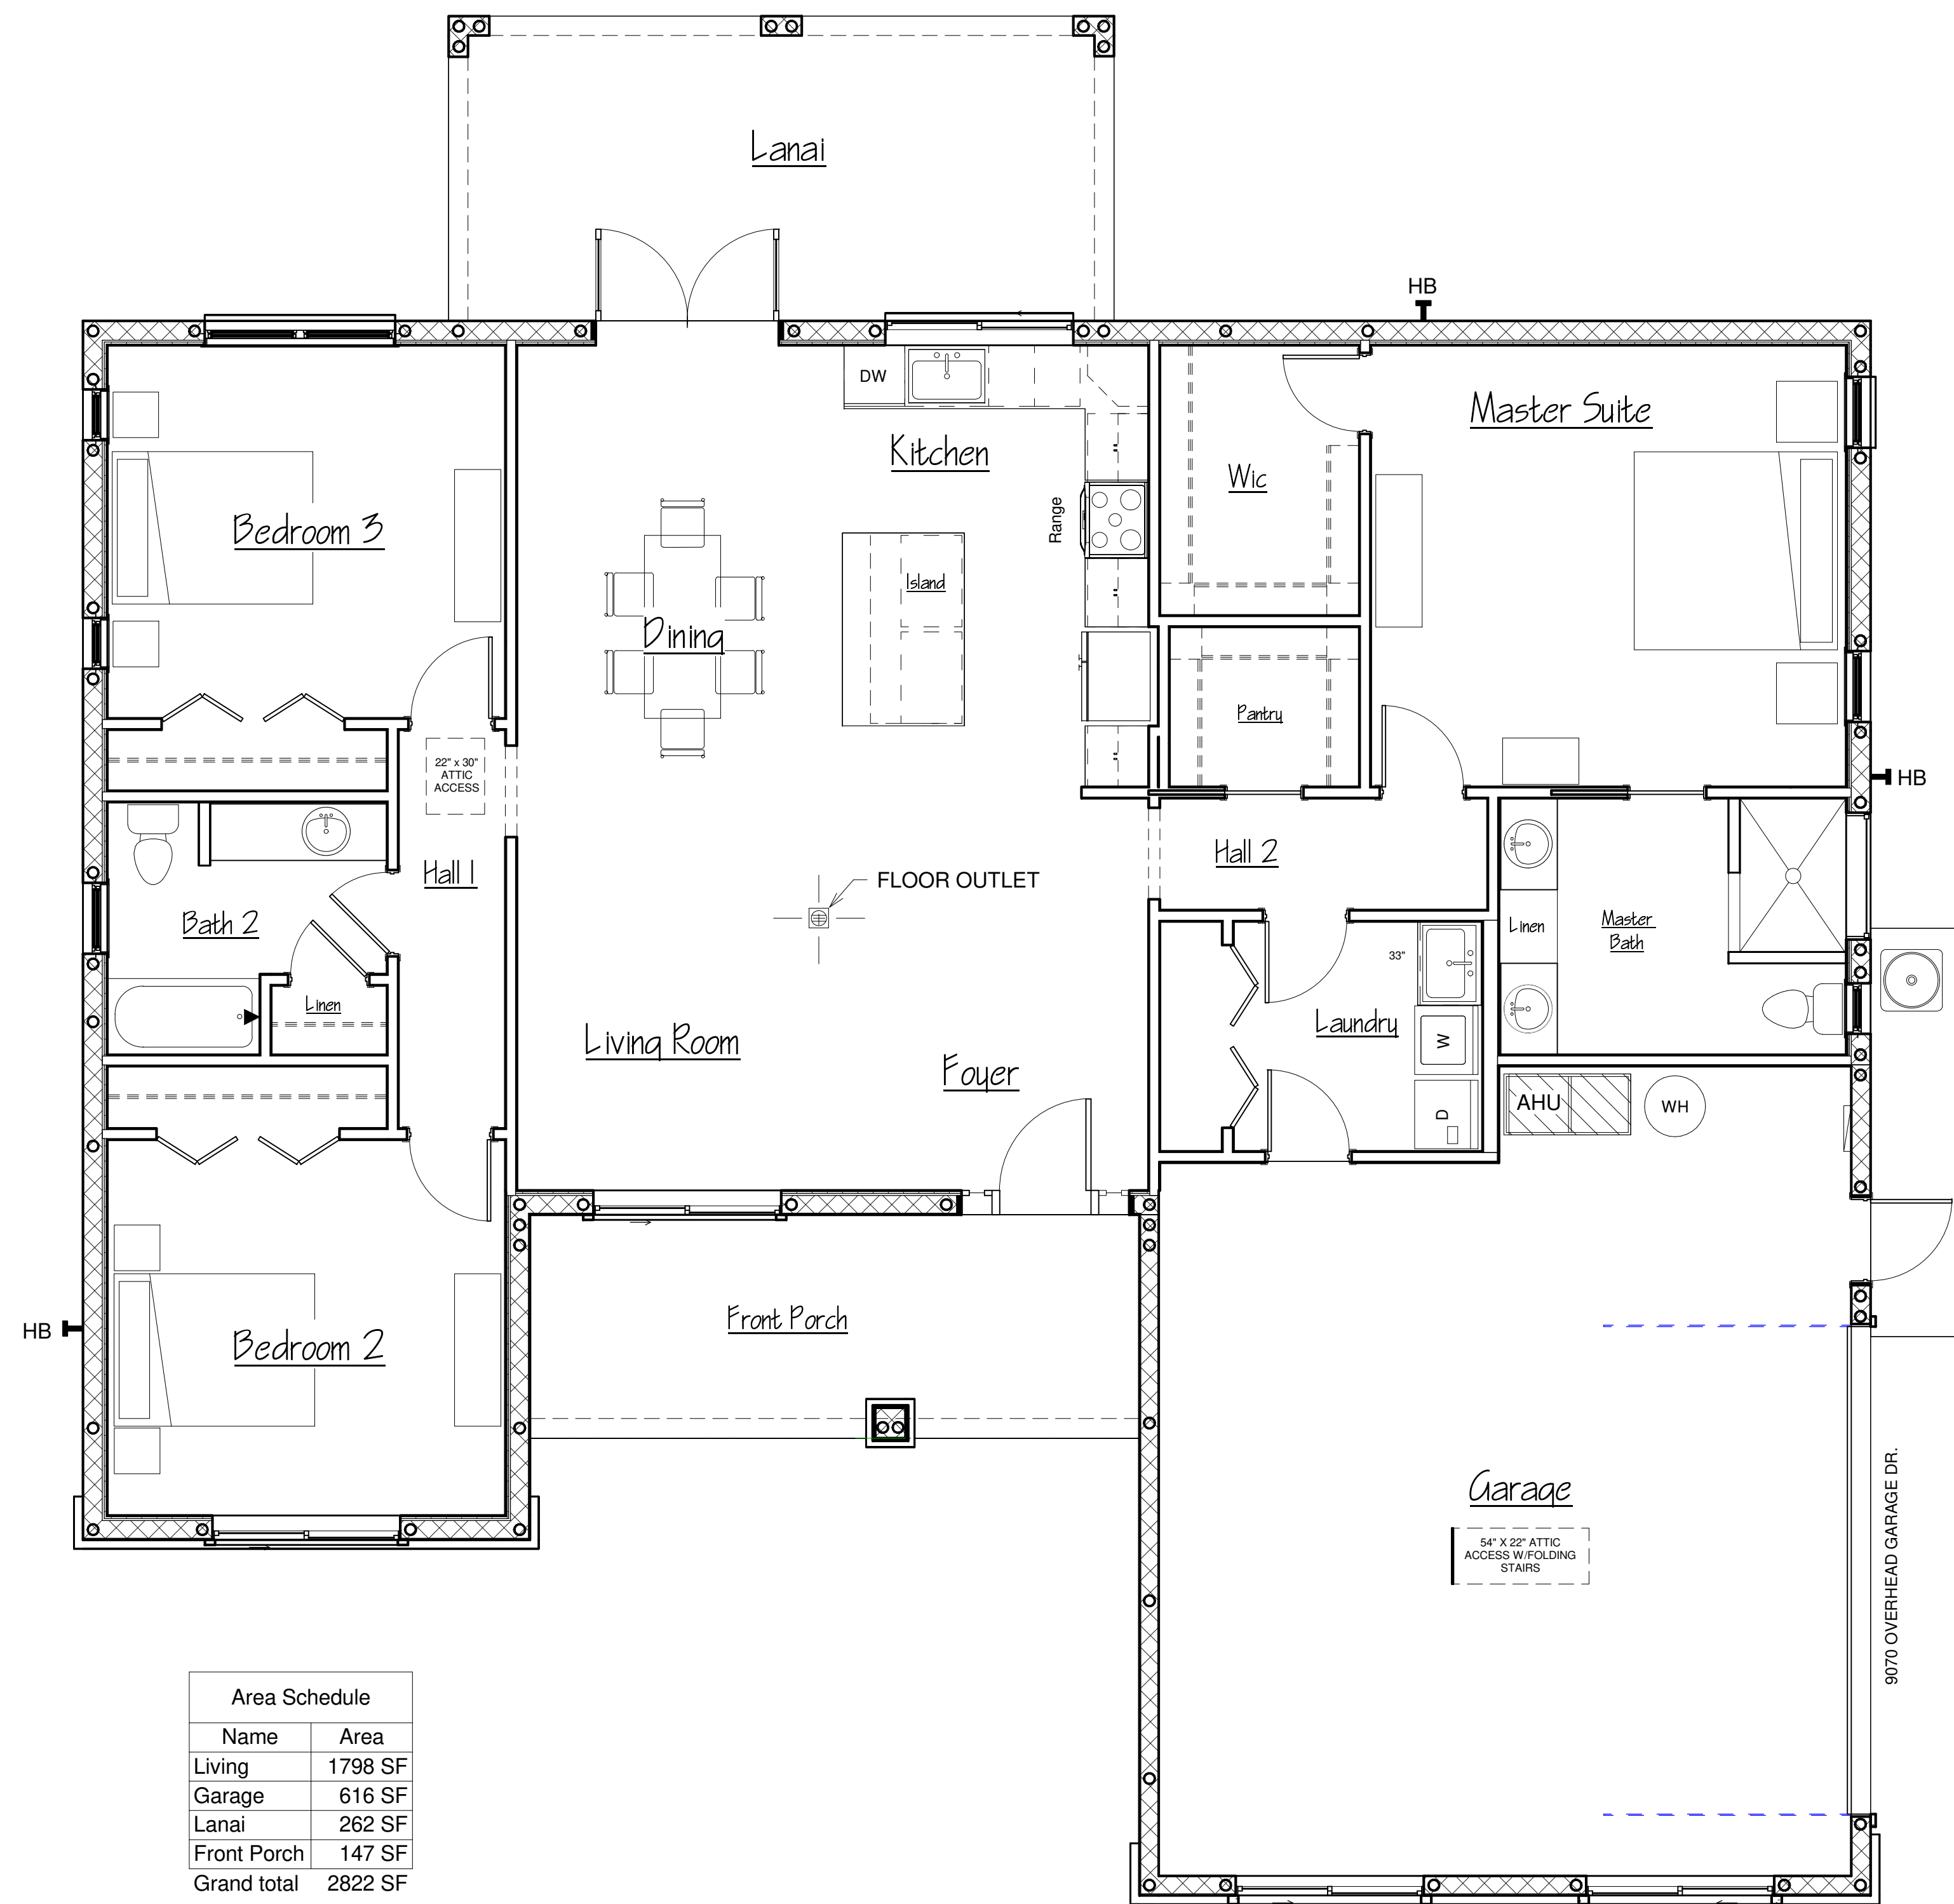 Lanai
HB
DW
Kitchen
Master Suite
Wic
Range
Bedroom 3
Island
Dining
Pantry
22" x 30"
ATTIC
ACCESS
HB
Hall 1
Hall 2
FLOOR OUTLET
Bath 2
Linen
Master
Bath
33"
Linen
Laundry
W
Living Room
Foyer
D
AHU
WH
Front Porch
HB
Bedroom 2
Garage
54" X 22" ATTIC
ACCESS W/FOLDING
STAIRS
9070 OVERHEAD GARAGE DR.
Area Schedule
Name Area
Living 1798 SF
Garage 616 SF
Lanai 262 SF
Front Porch 147 SF
Grand total 2822 SF